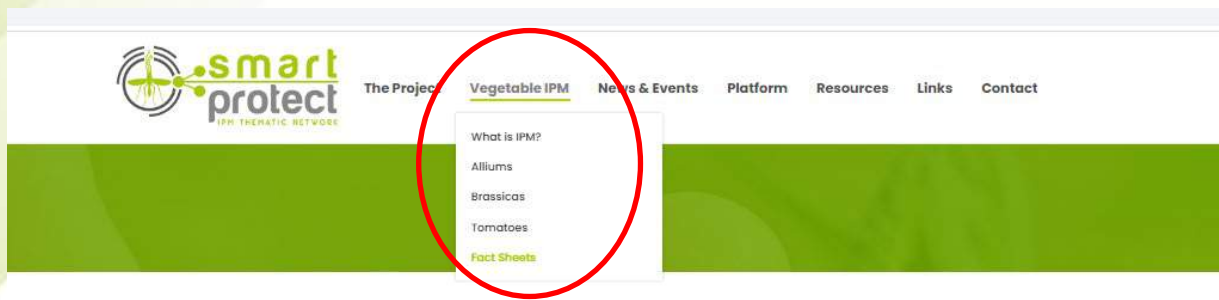 smart
protect
IPM THEMATIC NETWORK
The Project Vegetable IPM News & Events Platform Resources Links Contact
What is IPM?
Alliums
Brassicas
Tomatoes
Fact Sheets